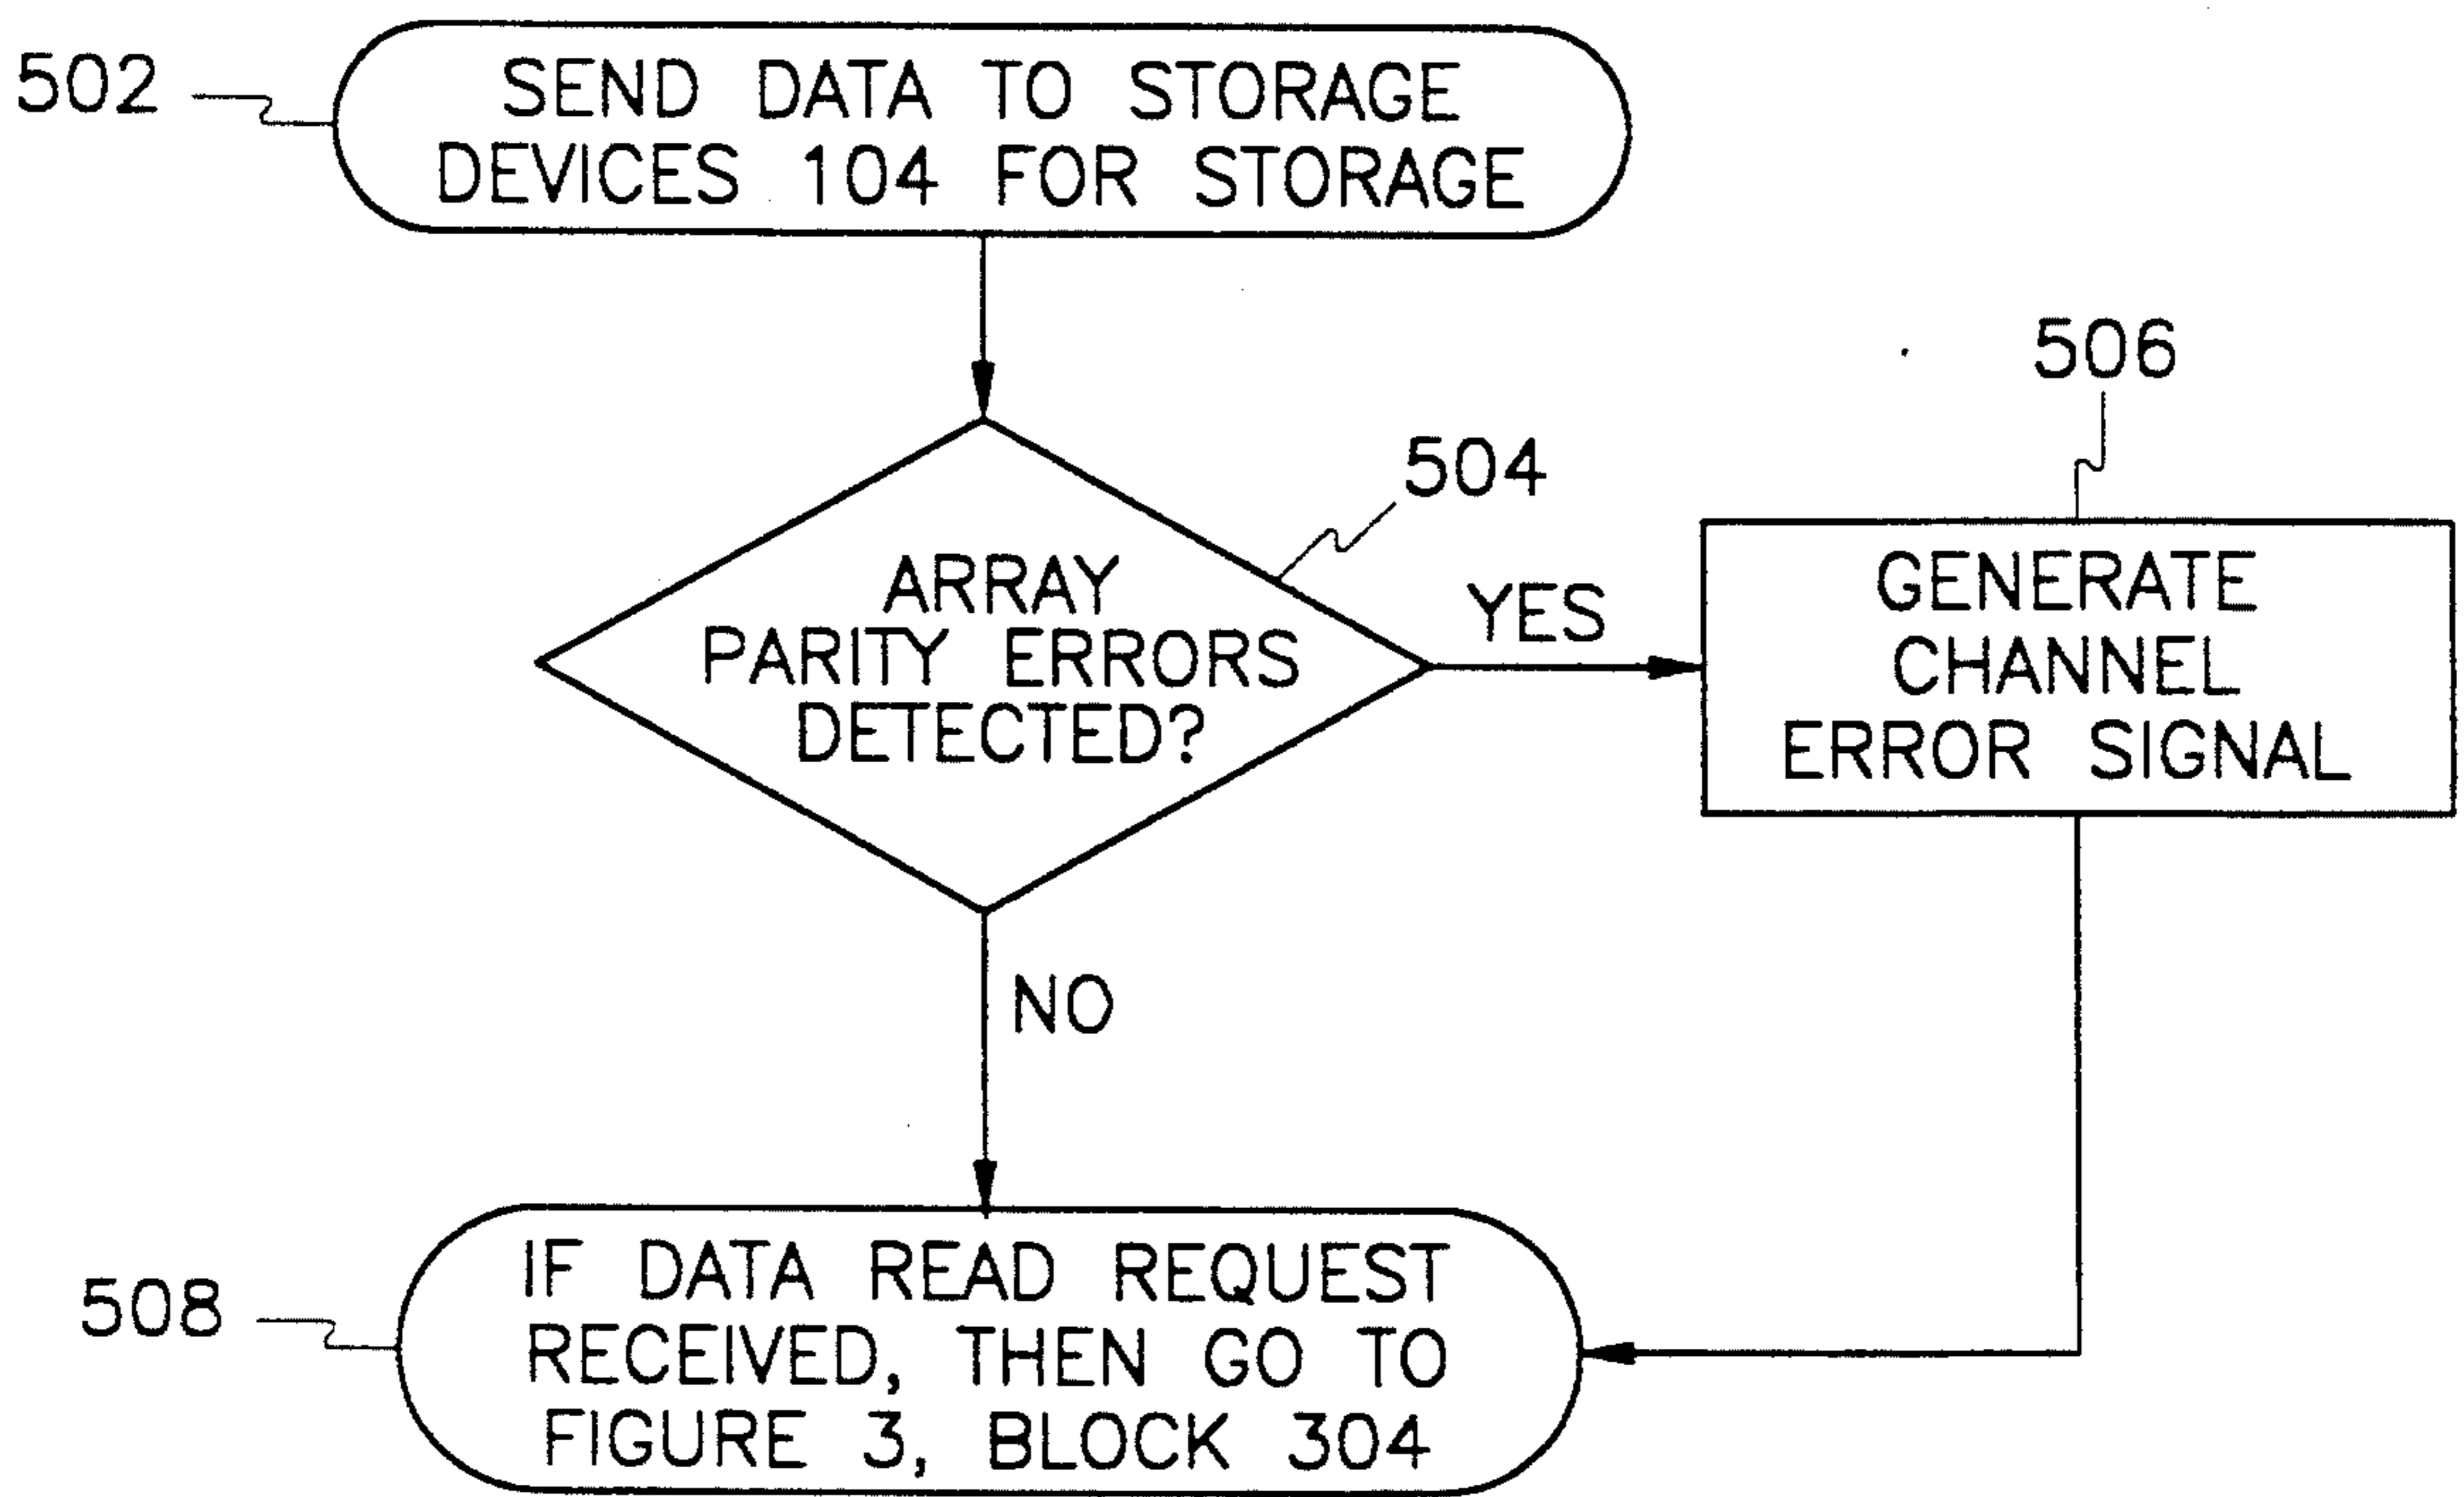 502
SEND DATA TO STORAGE
DEVICES 104 FOR STORAGE
504
506
ARRAY
PARITY ERRORS
DETECTED?
YES
GENERATE
CHANNEL
ERROR SIGNAL
NO
508
IF DATA READ REQUEST
RECEIVED, THEN GO TO
FIGURE 3, BLOCK 304